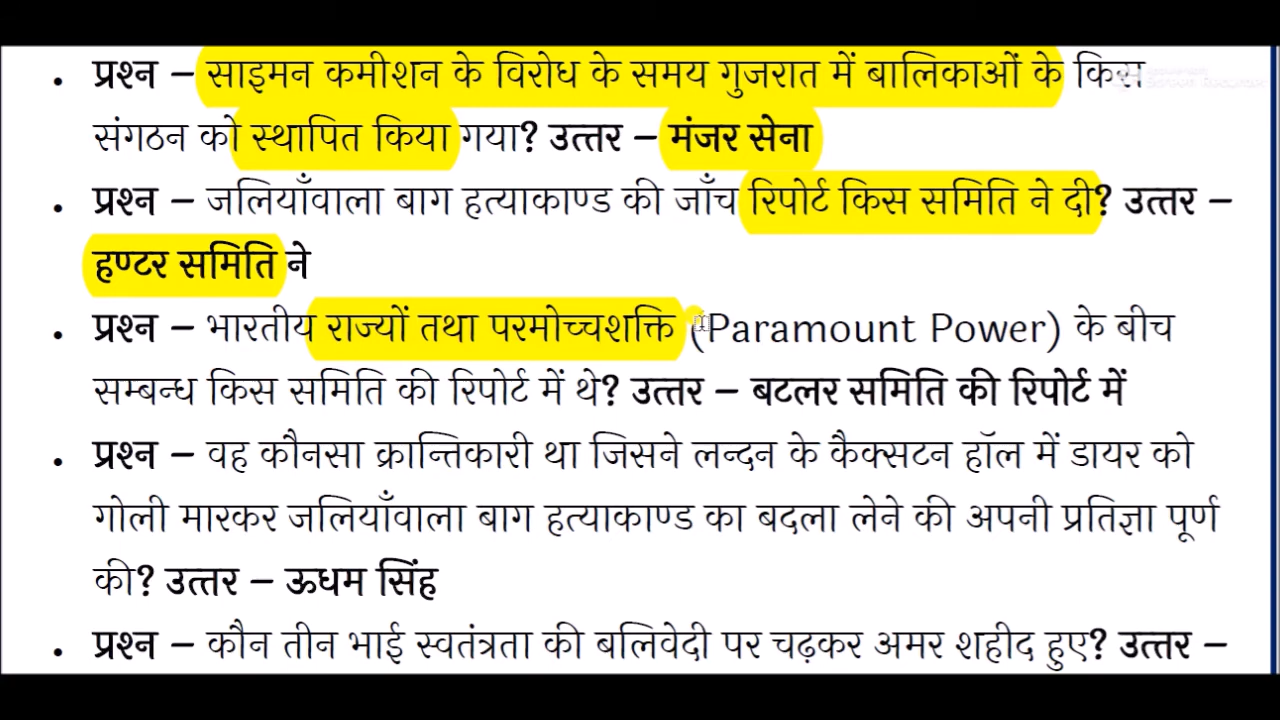 • प्रश्न – साइमन कमीशन के विरोध के समय गुजरात में बालिकाओं के किस
संगठन को स्थापित किया गया? उत्तर – मंजर सेना
• प्रश्न – जलियाँवाला बाग हत्याकाण्ड की जाँच रिपोर्ट किस समिति ने दी? उत्तर –
हण्टर समिति ने
• प्रश्न – भारतीय राज्यों तथा परमोच्चशक्ति (Paramount Power) के बीच
सम्बन्ध किस समिति की रिपोर्ट में थे? उत्तर – बटलर समिति की रिपोर्ट में
• प्रश्न – वह कौनसा क्रान्तिकारी था जिसने लन्दन के कैक्सटन हॉल में डायर को
गोली मारकर जलियाँवाला बाग हत्याकाण्ड का बदला लेने की अपनी प्रतिज्ञा पूर्ण
की? उत्तर – ऊधम सिंह
• प्रश्न – कौन तीन भाई स्वतंत्रता की बलिवेदी पर चढ़कर अमर शहीद हुए? उत्तर –